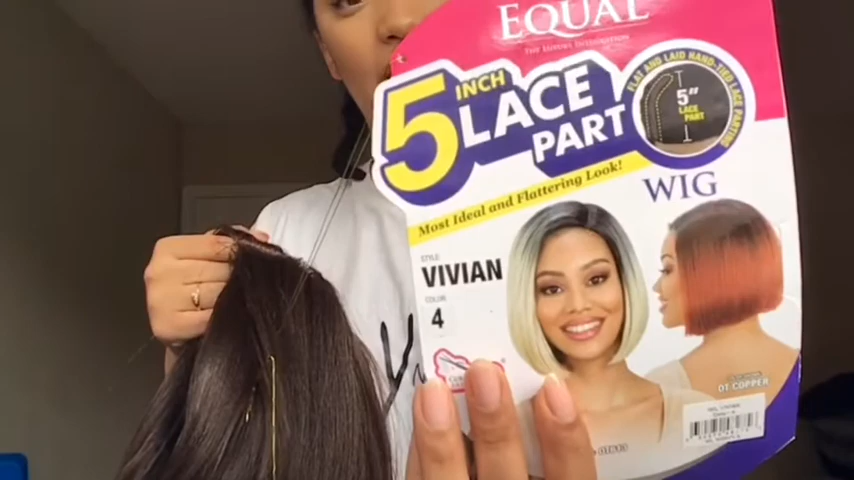 EQUAL
5 INCH
LACE
PART
FLAT AND LAID HAND-TIED LACE PARTING
5"
LACE
PART
Most Ideal and Flattering Look!
WIG
STYLE
VIVIAN
COLOR
4
DT COPPER